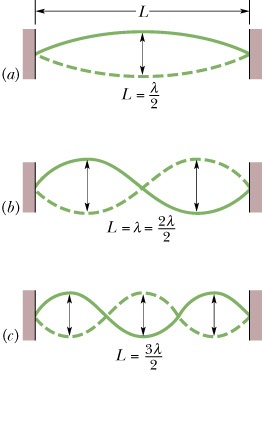 L
(a)
L = λ/2
(b)
L = λ = 2λ/2
(c)
L = 3λ/2